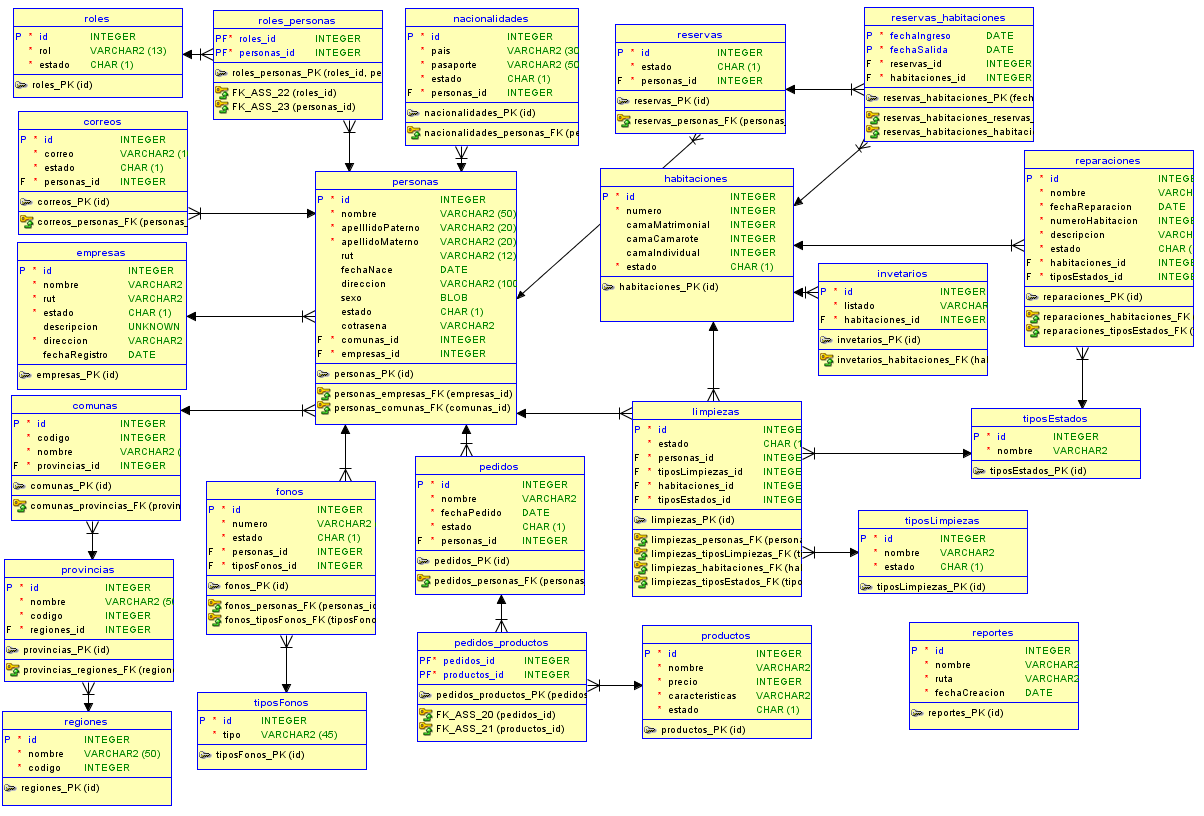 roles
P * id INTEGER
* rol VARCHAR2 (13)
* estado CHAR (1)
roles_PK (id)
roles_personas
PF* roles_id INTEGER
PF* personas_id INTEGER
roles_personas_PK (roles_id, pe
FK_ASS_22 (roles_id)
FK_ASS_23 (personas_id)
nacionalidades
P * id INTEGER
* pais VARCHAR2 (30
* pasaporte VARCHAR2 (50
* estado CHAR (1)
F * personas_id INTEGER
nacionalidades_PK (id)
nacionalidades_personas_FK (pe
reservas
P * id INTEGER
* estado CHAR (1)
F * personas_id INTEGER
reservas_PK (id)
reservas_personas_FK (personas_
reservas_habitaciones
P * fechaIngreso DATE
P * fechaSalida DATE
F * reservas_id INTEGER
F * habitaciones_id INTEGER
reservas_habitaciones_PK (fech
reservas_habitaciones_reservas_
reservas_habitaciones_habitaci
correos
P * id INTEGER
* correo VARCHAR2 (1
* estado CHAR (1)
F * personas_id INTEGER
correos_PK (id)
correos_personas_FK (personas_
personas
P * id INTEGER
* nombre VARCHAR2 (50)
* apelllidoPaterno VARCHAR2 (20)
* apellidoMaterno VARCHAR2 (20)
* rut VARCHAR2 (12)
fechaNace DATE
direccion VARCHAR2 (100
sexo BLOB
estado CHAR (1)
cotrasena VARCHAR2
F * comunas_id INTEGER
F * empresas_id INTEGER
personas_PK (id)
personas_empresas_FK (empresas_id)
personas_comunas_FK (comunas_id)
habitaciones
P * id INTEGER
* numero INTEGER
camaMatrimonial INTEGER
camaCamarote INTEGER
camaIndividual INTEGER
* estado CHAR (1)
habitaciones_PK (id)
reparaciones
P * id INTEGE
* nombre VARCH
* fechaReparacion DATE
* numeroHabitacion INTEGE
* descripcion VARCH
* estado CHAR (
F * habitaciones_id INTEGE
F * tiposEstados_id INTEGE
reparaciones_PK (id)
reparaciones_habitaciones_FK
reparaciones_tiposEstados_FK (
empresas
P * id INTEGER
* nombre VARCHAR2
* rut VARCHAR2
* estado CHAR (1)
descripcion UNKNOWN
* direccion VARCHAR2
fechaRegistro DATE
empresas_PK (id)
invetarios
P * id INTEGER
* listado VARCHAR
F * habitaciones_id INTEGER
invetarios_PK (id)
invetarios_habitaciones_FK (ha
comunas
P * id INTEGER
* codigo INTEGER
* nombre VARCHAR2 (
F * provincias_id INTEGER
comunas_PK (id)
comunas_provincias_FK (provin
limpiezas
P * id INTEGE
* estado CHAR (1
F * personas_id INTEGE
F * tiposLimpiezas_id INTEGE
F * habitaciones_id INTEGE
F * tiposEstados_id INTEGE
limpiezas_PK (id)
limpiezas_personas_FK (person
limpiezas_tiposLimpiezas_FK (t
limpiezas_habitaciones_FK (ha
limpiezas_tiposEstados_FK (tipo
tiposEstados
P * id INTEGER
* nombre VARCHAR2
tiposEstados_PK (id)
fonos
P * id INTEGER
* numero VARCHAR2
* estado CHAR (1)
F * personas_id INTEGER
F * tiposFonos_id INTEGER
fonos_PK (id)
fonos_personas_FK (personas_id
fonos_tiposFonos_FK (tiposFono
pedidos
P * id INTEGER
* nombre VARCHAR2
* fechaPedido DATE
* estado CHAR (1)
F * personas_id INTEGER
pedidos_PK (id)
pedidos_personas_FK (personas
tiposLimpiezas
P * id INTEGER
* nombre VARCHAR2
* estado CHAR (1)
tiposLimpiezas_PK (id)
provincias
P * id INTEGER
* nombre VARCHAR2 (50
* codigo INTEGER
F * regiones_id INTEGER
provincias_PK (id)
provincias_regiones_FK (region
pedidos_productos
PF* pedidos_id INTEGER
PF* productos_id INTEGER
pedidos_productos_PK (pedidos
FK_ASS_20 (pedidos_id)
FK_ASS_21 (productos_id)
productos
P * id INTEGER
* nombre VARCHAR2
* precio INTEGER
* caracteristicas VARCHAR2
* estado CHAR (1)
productos_PK (id)
reportes
P * id INTEGER
* nombre VARCHAR2
* ruta VARCHAR2
* fechaCreacion DATE
reportes_PK (id)
regiones
P * id INTEGER
* nombre VARCHAR2 (50)
* codigo INTEGER
regiones_PK (id)
tiposFonos
P * id INTEGER
* tipo VARCHAR2 (45)
tiposFonos_PK (id)